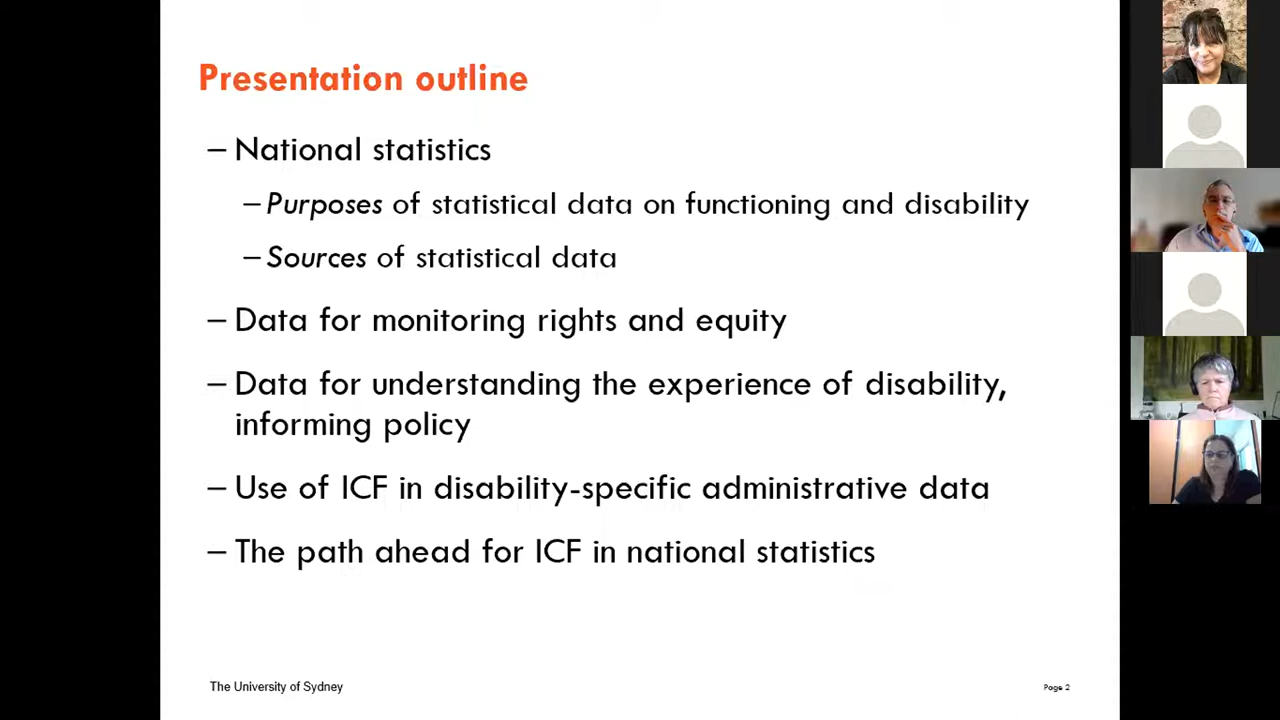 Presentation outline
– National statistics
– Purposes of statistical data on functioning and disability
– Sources of statistical data
– Data for monitoring rights and equity
– Data for understanding the experience of disability,
informing policy
– Use of ICF in disability-specific administrative data
– The path ahead for ICF in national statistics
The University of Sydney
Page 2